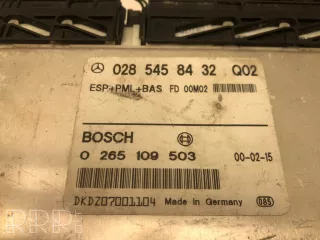 028 545 84 32 Q02
ESP+PML+BAS FD 00M02
BOSCH
0 265 109 503 00-02-15
DKDZ07001104 Made in Germany
RRR